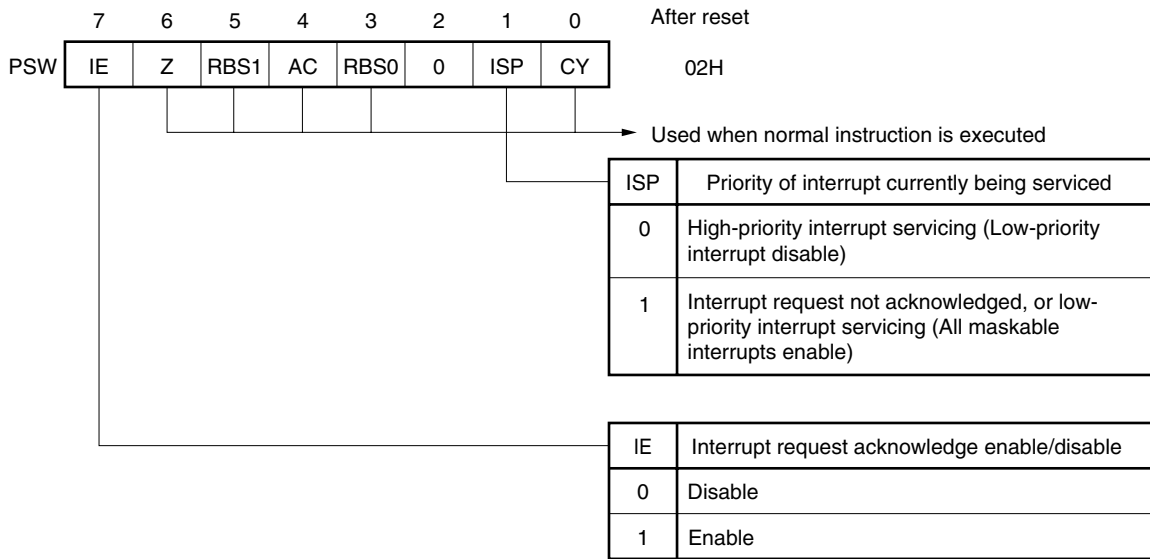 7 6 5 4 3 2 1 0 After reset
PSW IE Z RBS1 AC RBS0 0 ISP CY 02H
Used when normal instruction is executed
ISP Priority of interrupt currently being serviced
0 High-priority interrupt servicing (Low-priority
interrupt disable)
1 Interrupt request not acknowledged, or low-
priority interrupt servicing (All maskable
interrupts enable)
IE Interrupt request acknowledge enable/disable
0 Disable
1 Enable